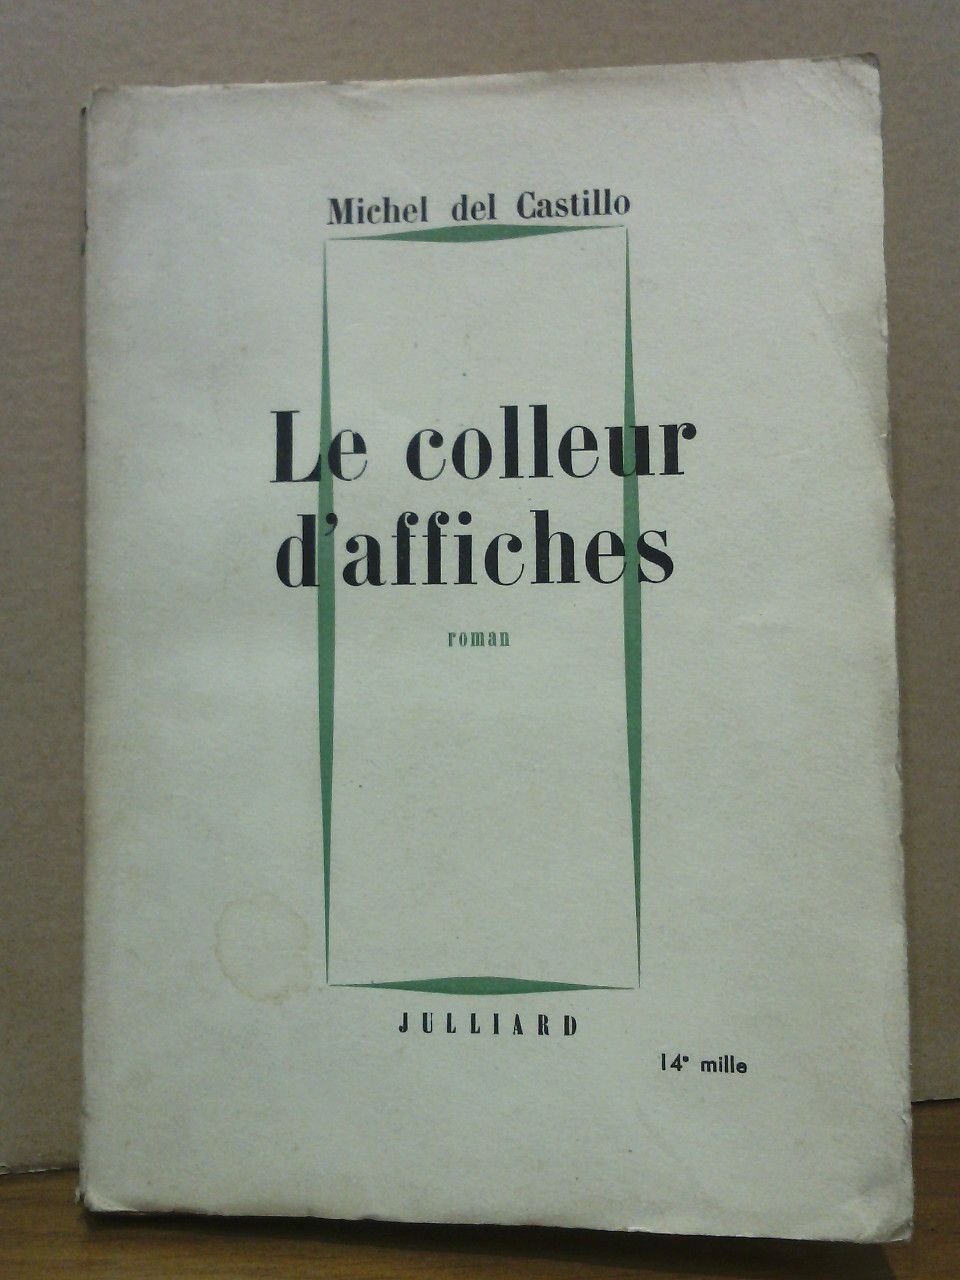 Michel del Castillo
Le colleur
d'affiches
roman
JULLIARD
14e mille